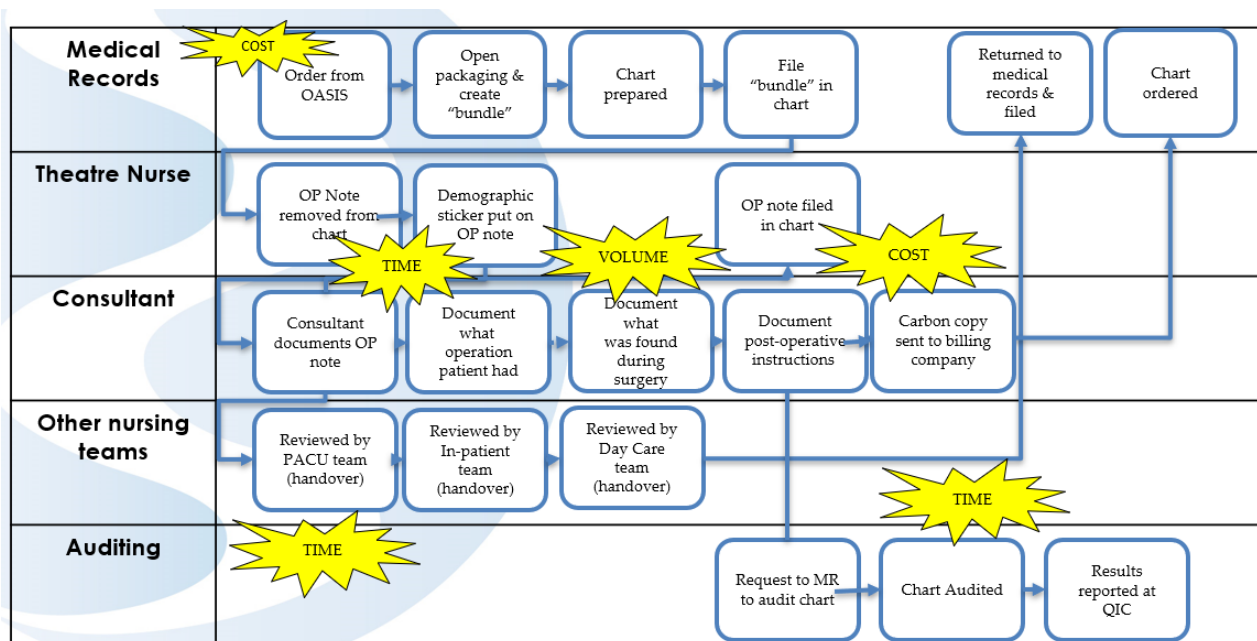 Medical
Records
COST
Order from
OASIS
Open
packaging &
create
“bundle”
Chart
prepared
File
“bundle” in
chart
Returned to
medical
records &
filed
Chart
ordered
Theatre Nurse
OP Note
removed from
chart
Demographic
sticker put on
OP note
OP note filed
in chart
TIME
VOLUME
COST
Consultant
Consultant
documents OP
note
Document
what
operation
patient had
Document
what
was found
during
surgery
Document
post-operative
instructions
Carbon copy
sent to billing
company
Other nursing
teams
Reviewed by
PACU team
(handover)
Reviewed by
In-patient
team
(handover)
Reviewed by
Day Care
team
(handover)
TIME
Auditing
TIME
Request to MR
to audit chart
Chart Audited
Results
reported at
QIC